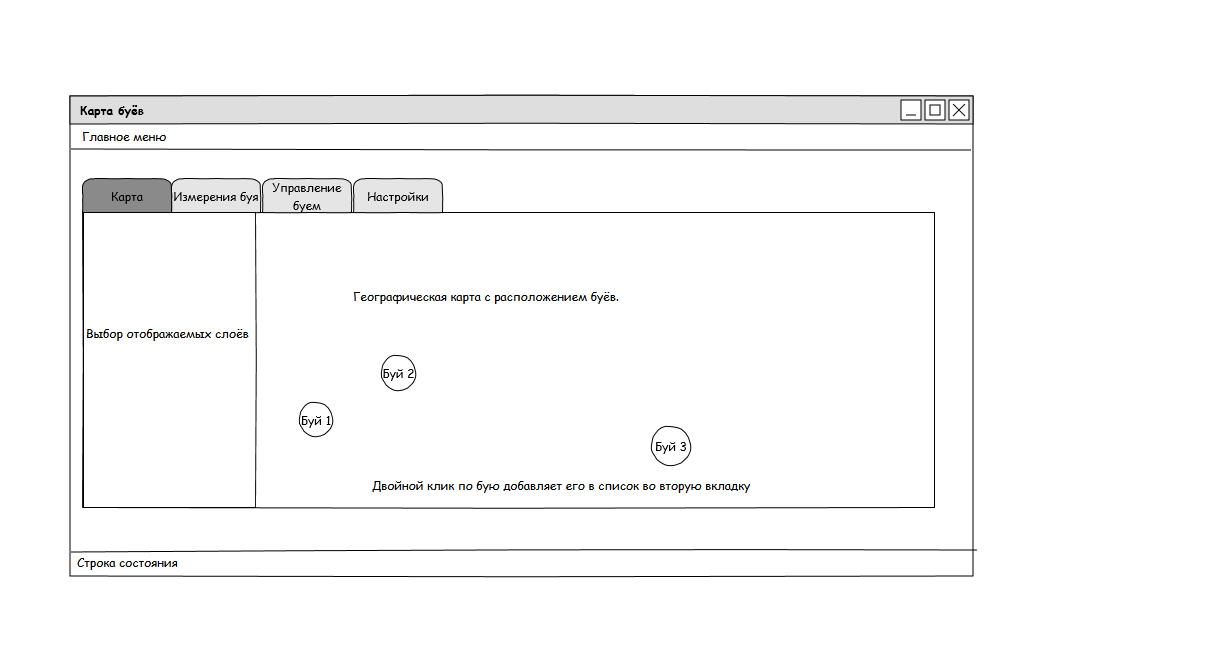 Карта буёв
Главное меню
Карта
Измерения буя
Управление
буем
Настройки
Географическая карта с расположением буёв.
Выбор отображаемых слоёв
Буй 2
Буй 1
Буй 3
Двойной клик по бую добавляет его в список во вторую вкладку
Строка состояния